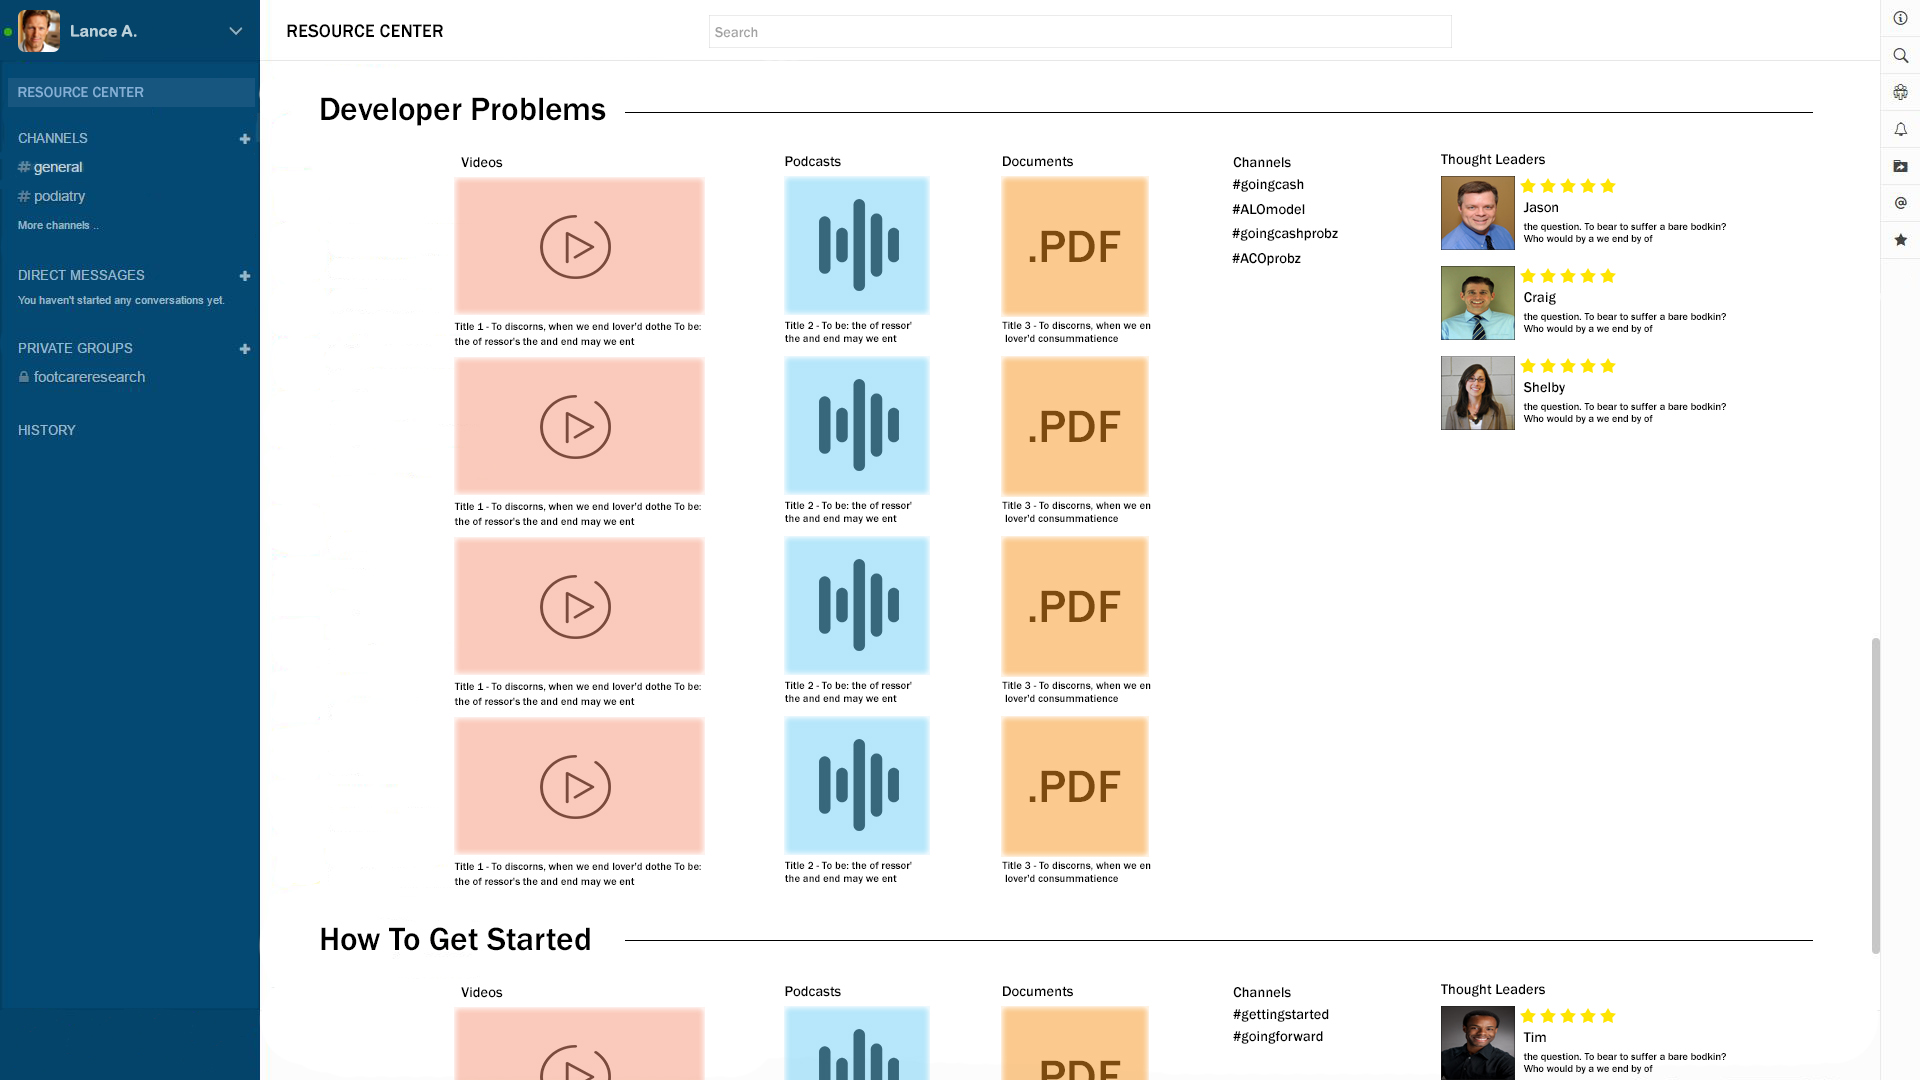 Lance A.
RESOURCE CENTER
CHANNELS
# general
# podiatry
More channels ..
DIRECT MESSAGES
You haven't started any conversations yet.
PRIVATE GROUPS
footcareresearch
HISTORY
RESOURCE CENTER
Search
Developer Problems
Videos
Title 1 - To discorns, when we end lover'd dothe To be:
the of ressor's the and end may we ent
Title 1 - To discorns, when we end lover'd dothe To be:
the of ressor's the and end may we ent
Title 1 - To discorns, when we end lover'd dothe To be:
the of ressor's the and end may we ent
Title 1 - To discorns, when we end lover'd dothe To be:
the of ressor's the and end may we ent
Podcasts
Title 2 - To be: the of ressor'
the and end may we ent
Title 2 - To be: the of ressor'
the and end may we ent
Title 2 - To be: the of ressor'
the and end may we ent
Title 2 - To be: the of ressor'
the and end may we ent
Documents
.PDF
Title 3 - To discorns, when we en
lover'd consummatience
.PDF
Title 3 - To discorns, when we en
lover'd consummatience
.PDF
Title 3 - To discorns, when we en
lover'd consummatience
.PDF
Title 3 - To discorns, when we en
lover'd consummatience
Channels
#goingcash
#ALOmodel
#goingcashprobz
#ACOprobz
Thought Leaders
Jason
the question. To bear to suffer a bare bodkin?
Who would by a we end by of
Craig
the question. To bear to suffer a bare bodkin?
Who would by a we end by of
Shelby
the question. To bear to suffer a bare bodkin?
Who would by a we end by of
How To Get Started
Videos
Podcasts
Documents
.PDF
Channels
#gettingstarted
#goingforward
Thought Leaders
Tim
the question. To bear to suffer a bare bodkin?
Who would by a we end by of